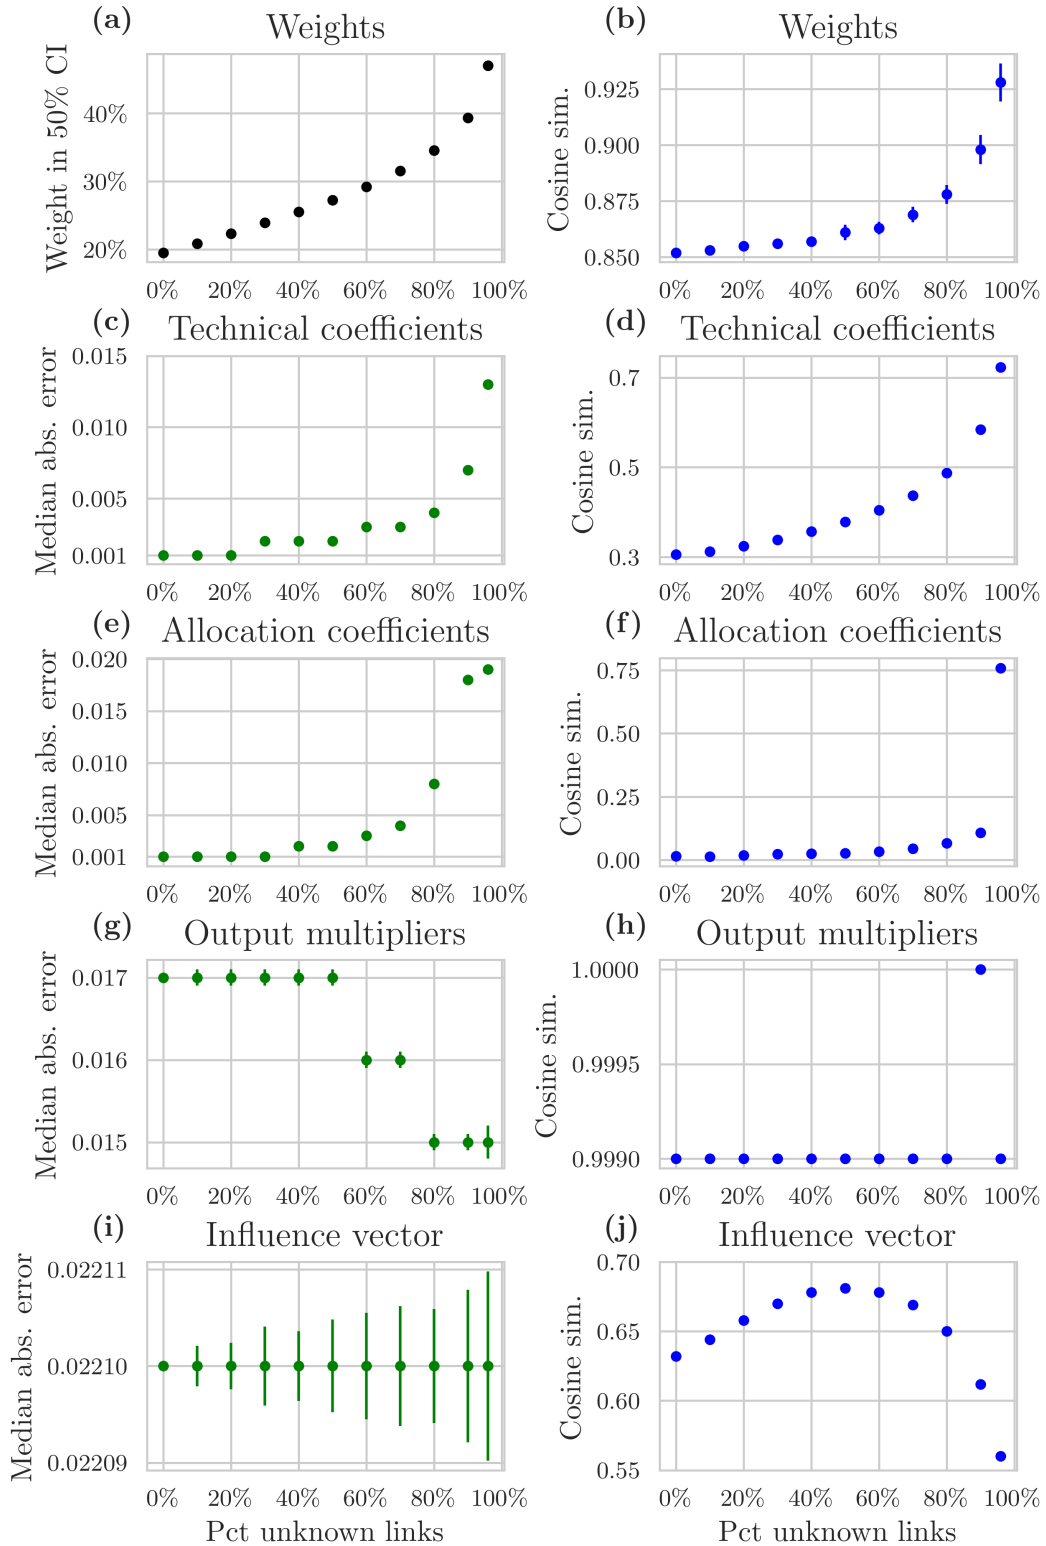 (a) Weights
Weight in 50% CI
40%
30%
20%
0% 20% 40% 60% 80% 100%
(b) Weights
Cosine sim.
0.925
0.900
0.875
0.850
0% 20% 40% 60% 80% 100%
(c) Technical coefficients
Median abs. error
0.015
0.010
0.005
0.001
0% 20% 40% 60% 80% 100%
(d) Technical coefficients
Cosine sim.
0.7
0.5
0.3
0% 20% 40% 60% 80% 100%
(e) Allocation coefficients
Median abs. error
0.020
0.015
0.010
0.005
0.001
0% 20% 40% 60% 80% 100%
(f) Allocation coefficients
Cosine sim.
0.75
0.50
0.25
0.00
0% 20% 40% 60% 80% 100%
(g) Output multipliers
Median abs. error
0.017
0.016
0.015
0% 20% 40% 60% 80% 100%
(h) Output multipliers
Cosine sim.
1.0000
0.9995
0.9990
0% 20% 40% 60% 80% 100%
(i) Influence vector
Median abs. error
0.02211
0.02210
0.02209
0% 20% 40% 60% 80% 100%
Pct unknown links
(j) Influence vector
Cosine sim.
0.70
0.65
0.60
0.55
0% 20% 40% 60% 80% 100%
Pct unknown links